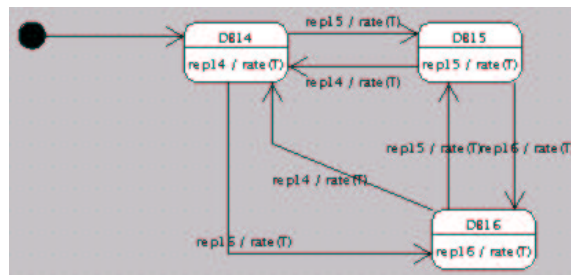 rep15 / rate(T)
DB14
rep14 / rate(T)
DB15
rep15 / rate(T)
rep14 / rate(T)
rep15 / rate(T)
rep16 / rate(T)
rep14 / rate(T)
rep16 / rate(T)
DB16
rep16 / rate(T)